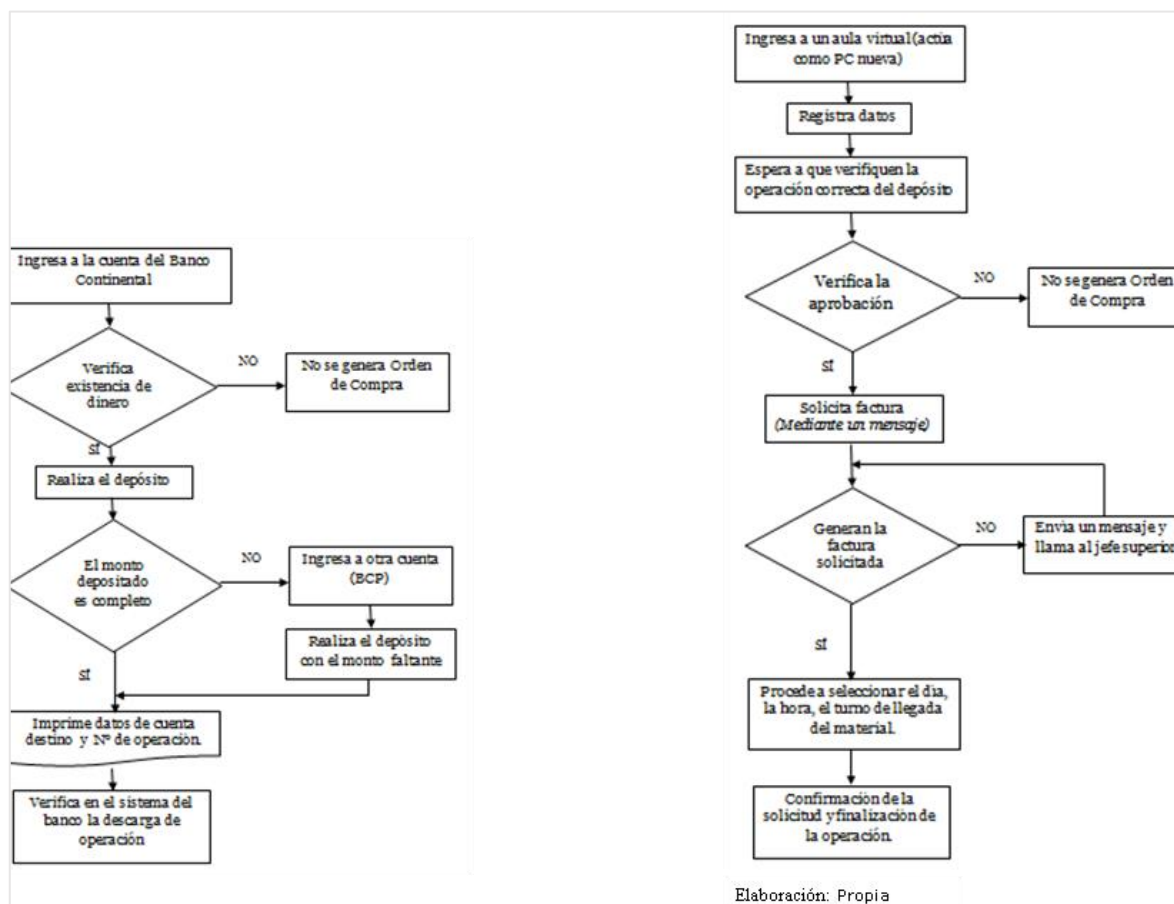 Ingresa a la cuenta del Banco
Continental
Verifica
existencia de
dinero
NO
No se genera Orden
de Compra
SÍ
Realiza el depósito
El monto
depositado
es completo
NO
Ingresa a otra cuenta
(BCP)
Realiza el depósito
con el monto faltante
SÍ
Imprime datos de cuenta
destino y Nº de operación.
Verifica en el sistema del
banco la descarga de
operación
Ingresa a un aula virtual (actúa
como PC nueva)
Registra datos
Espera a que verifiquen la
operación correcta del depósito
Verifica la
aprobación
NO
No se genera Orden
de Compra
SÍ
Solicita factura
(Mediante un mensaje)
Generan la
factura
solicitada
NO
Envía un mensaje y
llama al jefe superio
SÍ
Procede a seleccionar el día,
la hora, el turno de llegada
del material.
Confirmación de la
solicitud y finalización de
la operación.
Elaboración: Propia